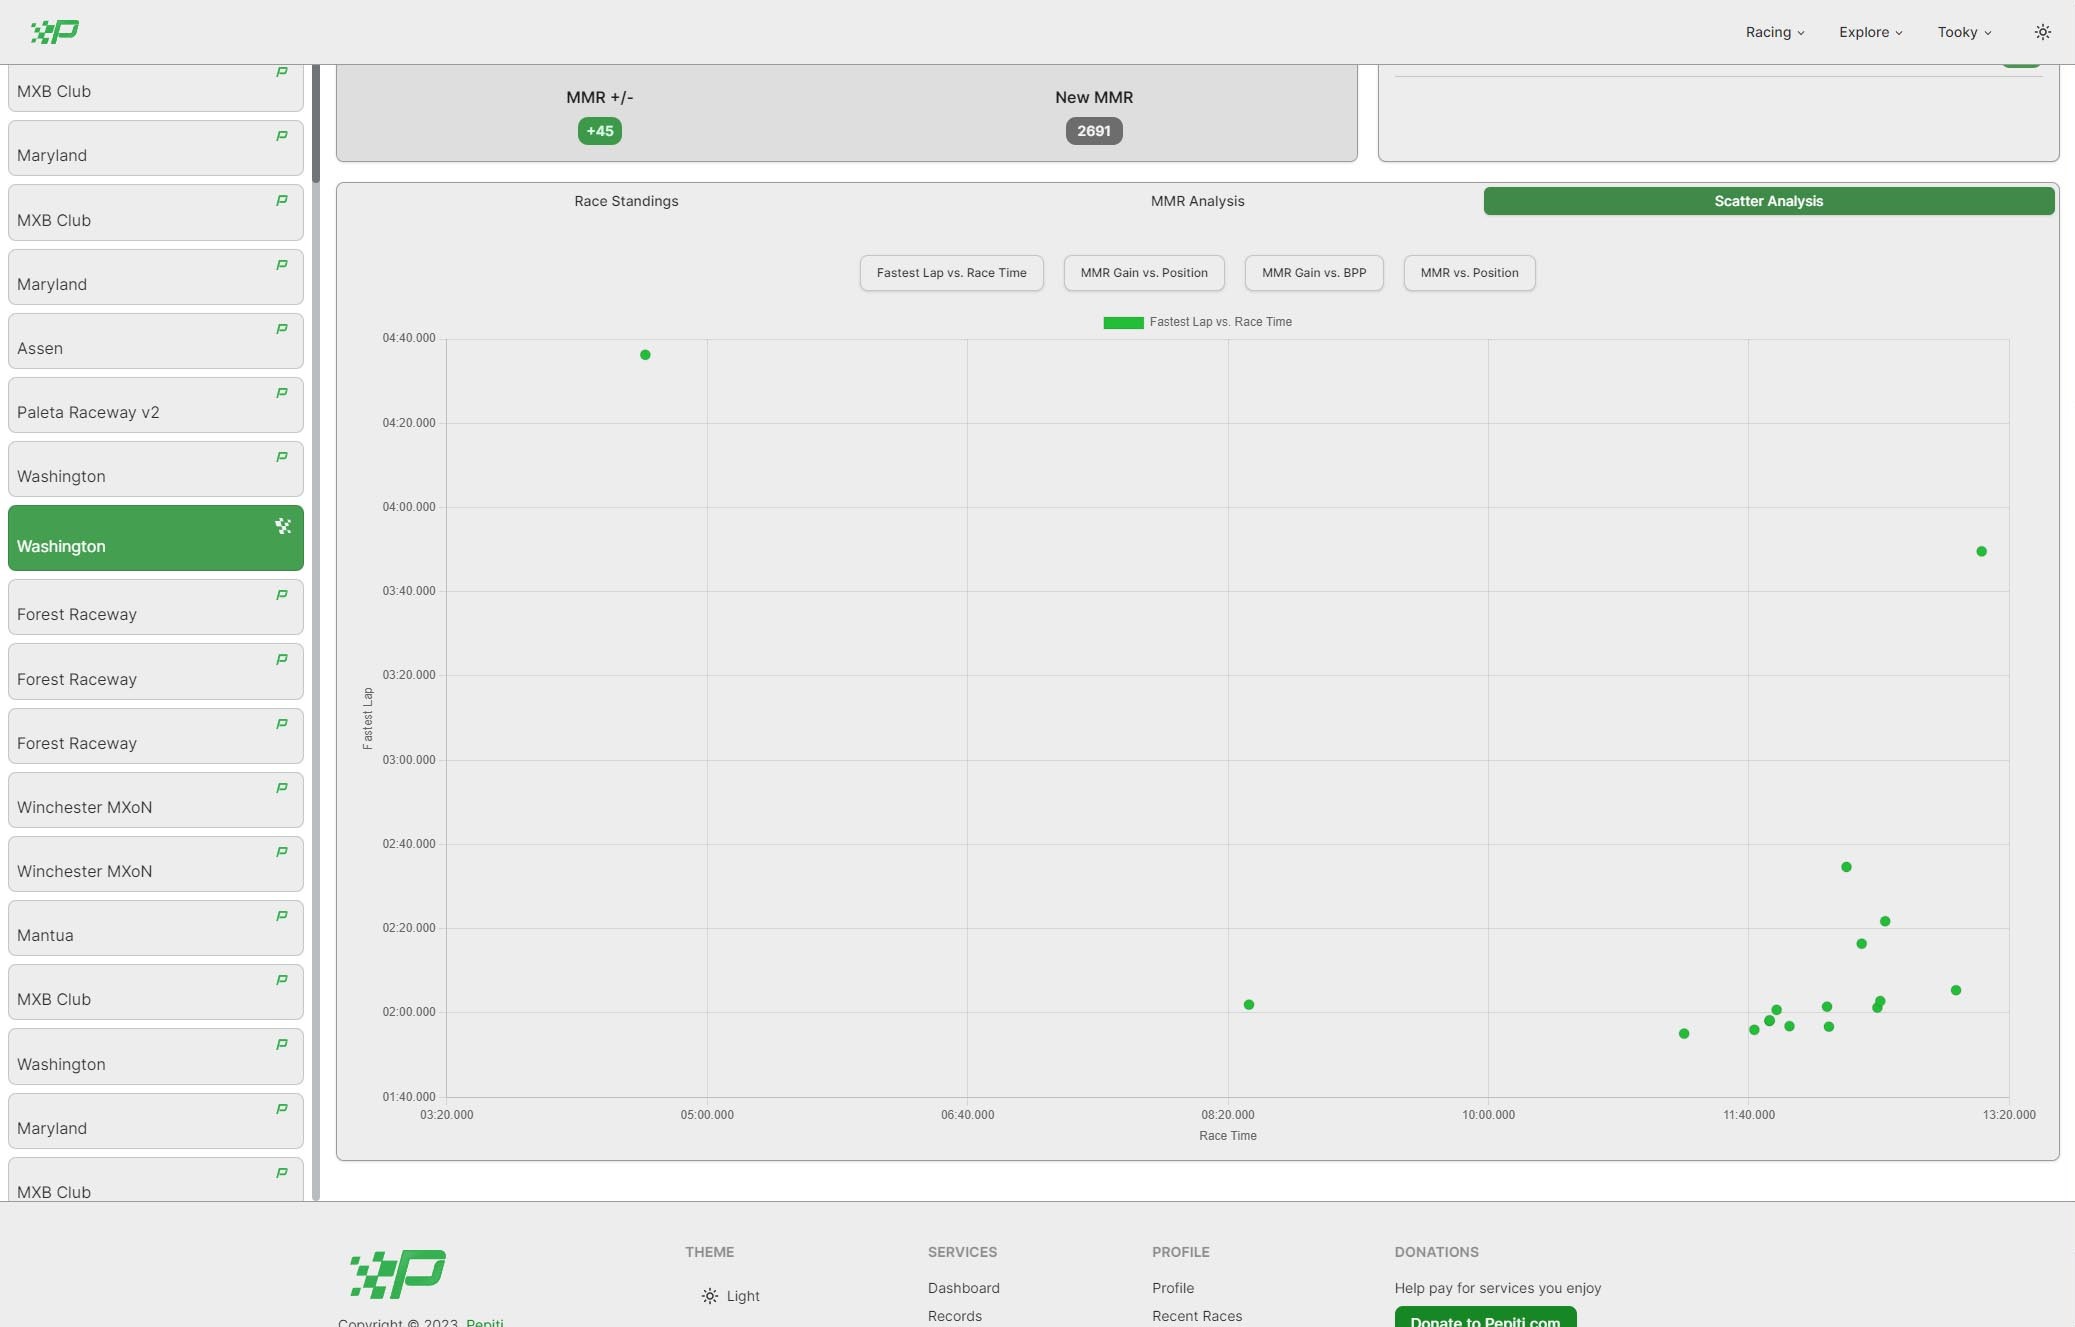 Racing
Explore
Tooky
MXB Club
Maryland
MXB Club
Maryland
Assen
Paleta Raceway v2
Washington
Washington
Forest Raceway
Forest Raceway
Forest Raceway
Winchester MXoN
Winchester MXoN
Mantua
MXB Club
Washington
Maryland
MXB Club
MMR +/-
New MMR
+45
2691
Race Standings
MMR Analysis
Scatter Analysis
Fastest Lap vs. Race Time
MMR Gain vs. Position
MMR Gain vs. BPP
MMR vs. Position
Fastest Lap vs. Race Time
04:40.000
04:20.000
04:00.000
03:40.000
03:20.000
03:00.000
02:40.000
02:20.000
02:00.000
01:40.000
Fastest Lap
03:20.000
05:00.000
06:40.000
08:20.000
10:00.000
11:40.000
13:20.000
Race Time
P
Copyright © 2023 Pepiti
THEME
Light
SERVICES
Dashboard
Records
PROFILE
Profile
Recent Races
DONATIONS
Help pay for services you enjoy
Donate to Pepiti.com